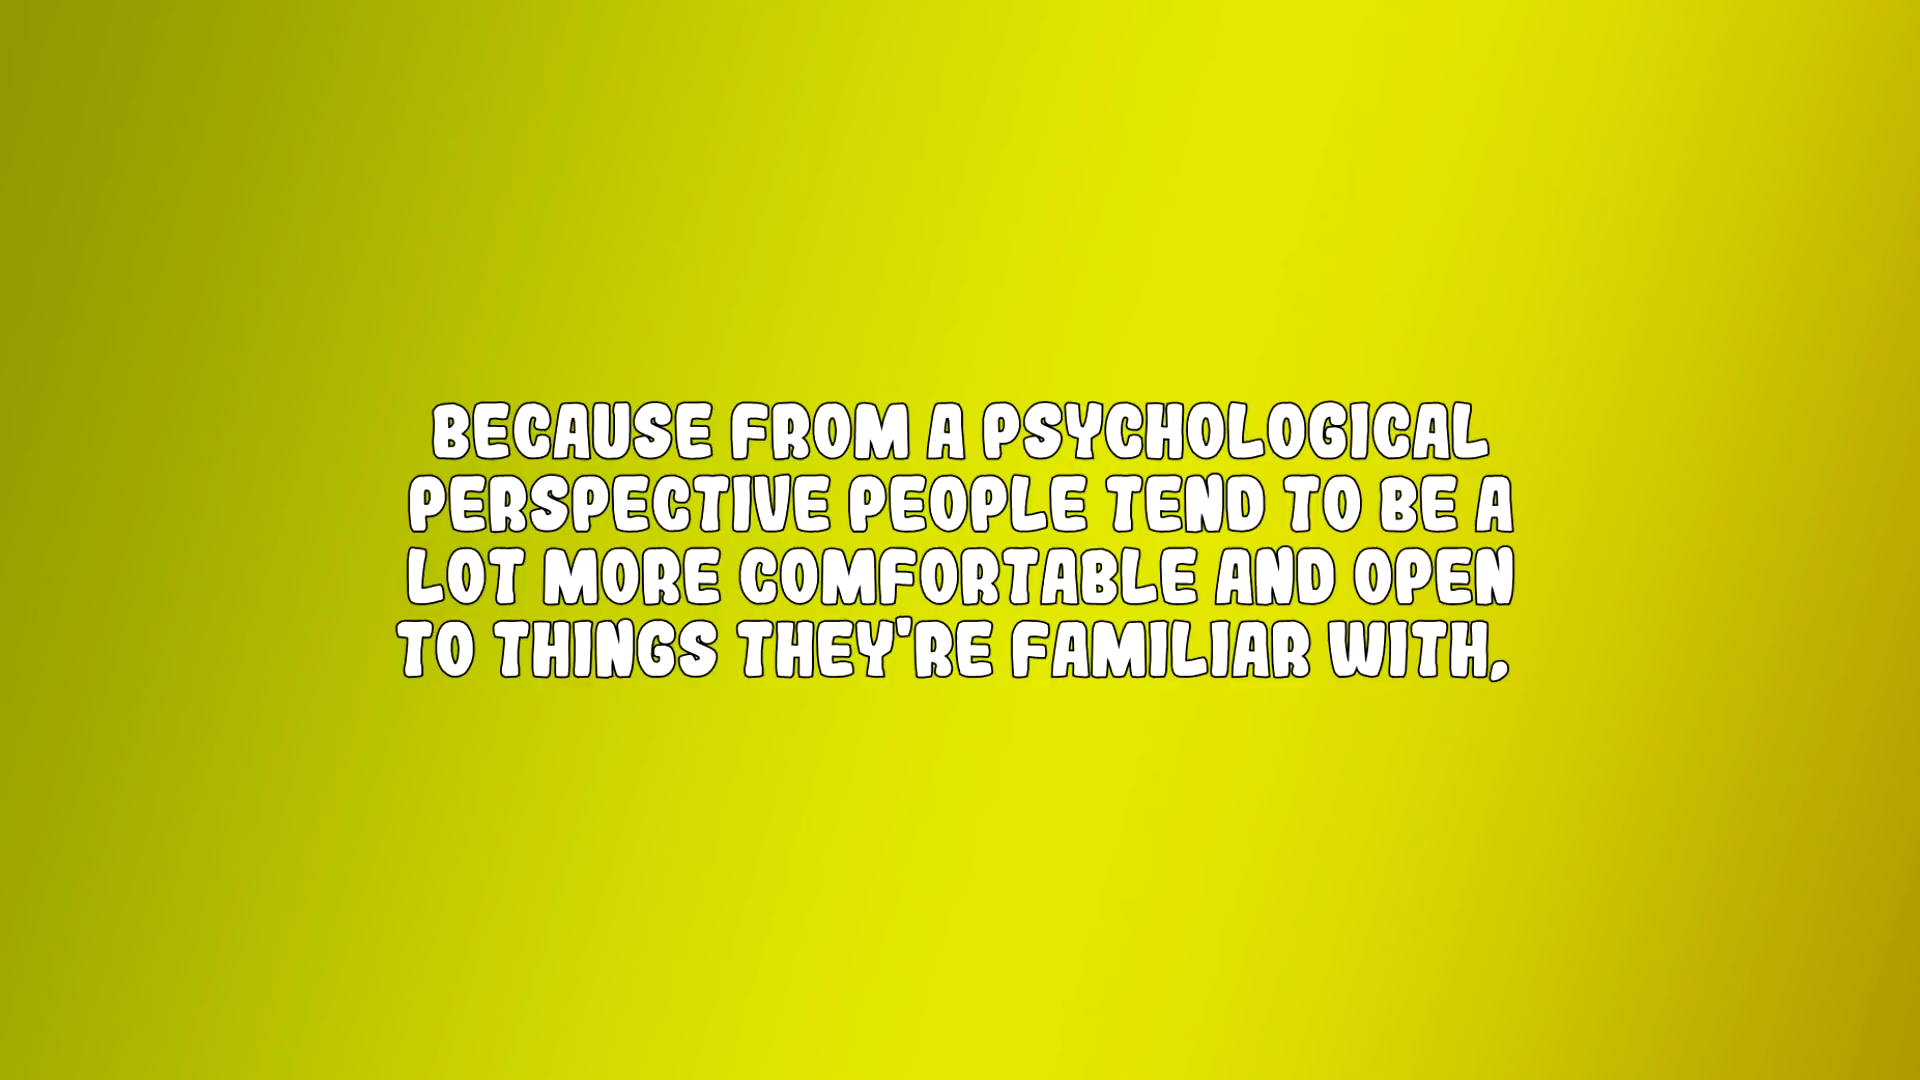 BECAUSE FROM A PSYCHOLOGICAL
PERSPECTIVE PEOPLE TEND TO BE A
LOT MORE COMFORTABLE AND OPEN
TO THINGS THEY'RE FAMILIAR WITH,